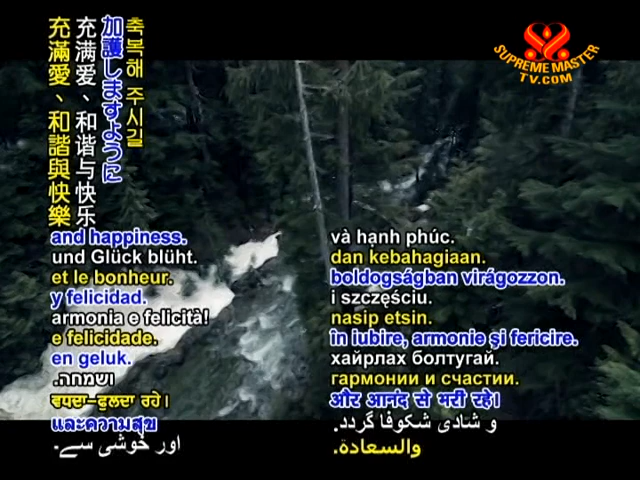 축복해 주시길
加護しますように
充满爱、和谐与快乐
充滿愛、和諧與快樂
SUPREME MASTER
TV.COM
and happiness.
und Glück blüht.
et le bonheur.
y felicidad.
armonia e felicità!
e felicidade.
en geluk.
ושמחה.
ਵਧਦਾ-ਫੁਲਦਾ ਰਹੇ।
และความสุข
اور خوشی سے۔
và hạnh phúc.
dan kebahagiaan.
boldogságban virágozzon.
i szczęściu.
nasip etsin.
în iubire, armonie şi fericire.
хайрлах болтугай.
гармонии и счастии.
और आनंद से भरी रहे।
و شادی شکوفا گردد.
والسعادة.